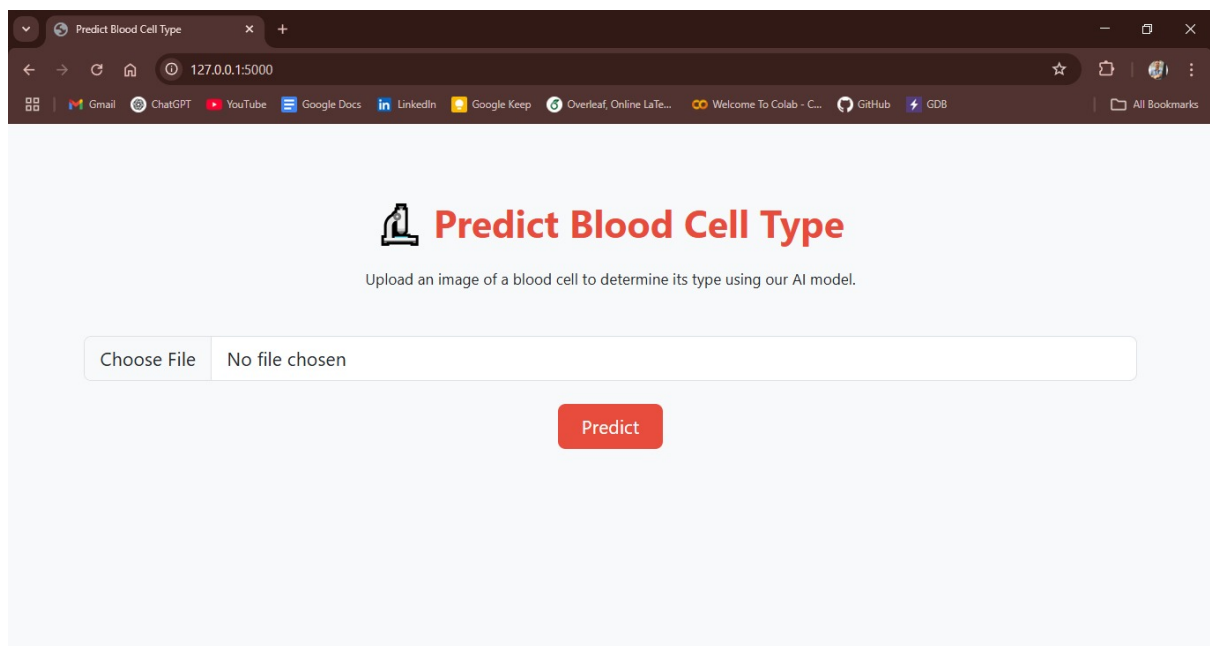 Predict Blood Cell Type
127.0.0.1:5000
Gmail ChatGPT YouTube Google Docs LinkedIn Google Keep Overleaf, Online LaTe... Welcome To Colab - C... GitHub GDB All Bookmarks
Predict Blood Cell Type
Upload an image of a blood cell to determine its type using our AI model.
Choose File No file chosen
Predict